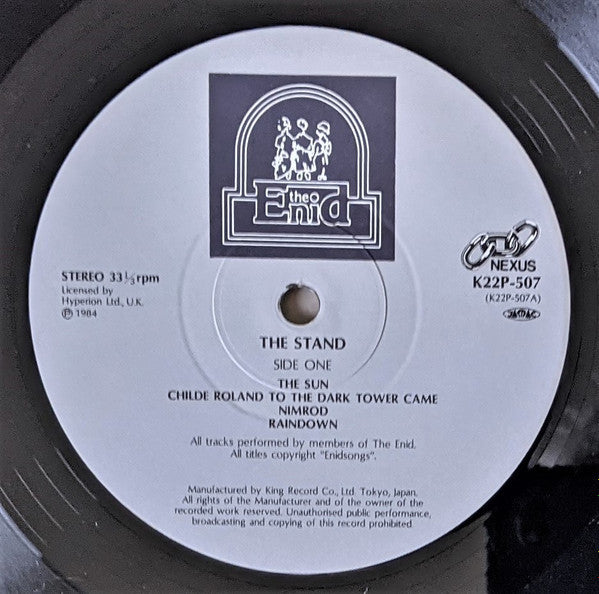 the
Enid
STEREO 33⅓rpm
Licensed by
Hyperion Ltd., U.K.
℗ 1984
NEXUS
K22P-507
(K22P-507A)
JASRAC
THE STAND
SIDE ONE
THE SUN
CHILDE ROLAND TO THE DARK TOWER CAME
NIMROD
RAINDOWN
All tracks performed by members of The Enid.
All titles copyright "Enidsongs".
Manufactured by King Record Co., Ltd. Tokyo, Japan.
All rights of the Manufacturer and of the owner of the
recorded work reserved. Unauthorised public performance,
broadcasting and copying of this record prohibited.